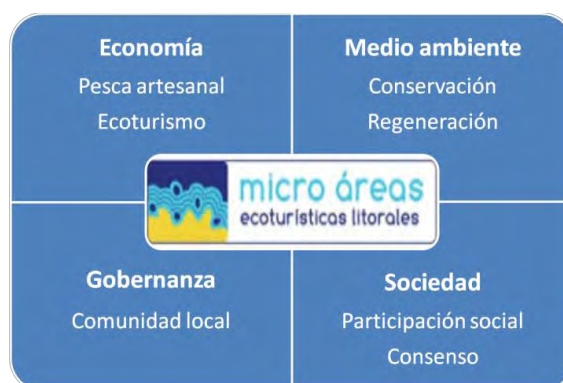 Economía
Pesca artesanal
Ecoturismo
Medio ambiente
Conservación
Regeneración
micro áreas
ecoturísticas litorales
Gobernanza
Comunidad local
Sociedad
Participación social
Consenso